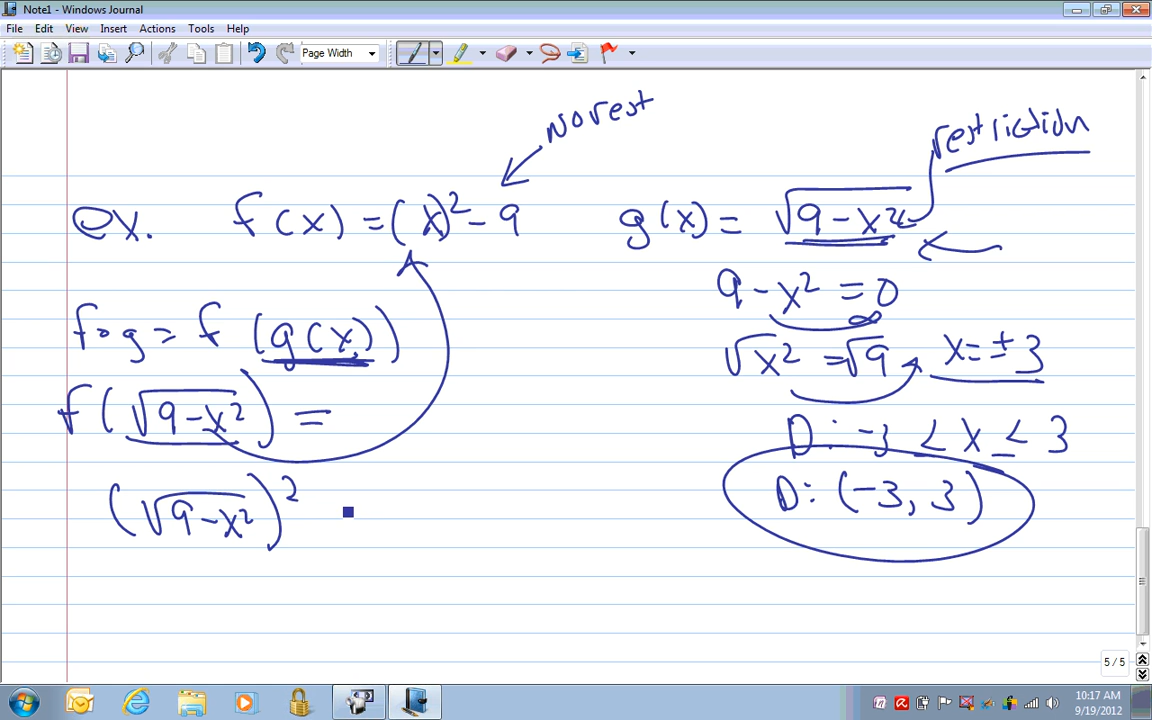 Note1 - Windows Journal
File Edit View Insert Actions Tools Help
Page Width
No rest
restriction
ex. f(x) = (x)² - 9 g(x) = √9 - x²
9 - x² = 0
f∘g = f(g(x))
√x² = √9 x = ± 3
f(√9 - x²) =
D: -3 ≤ x ≤ 3
(√9 - x²)²
D: (-3, 3)
5 / 5
10:17 AM
9/19/2012